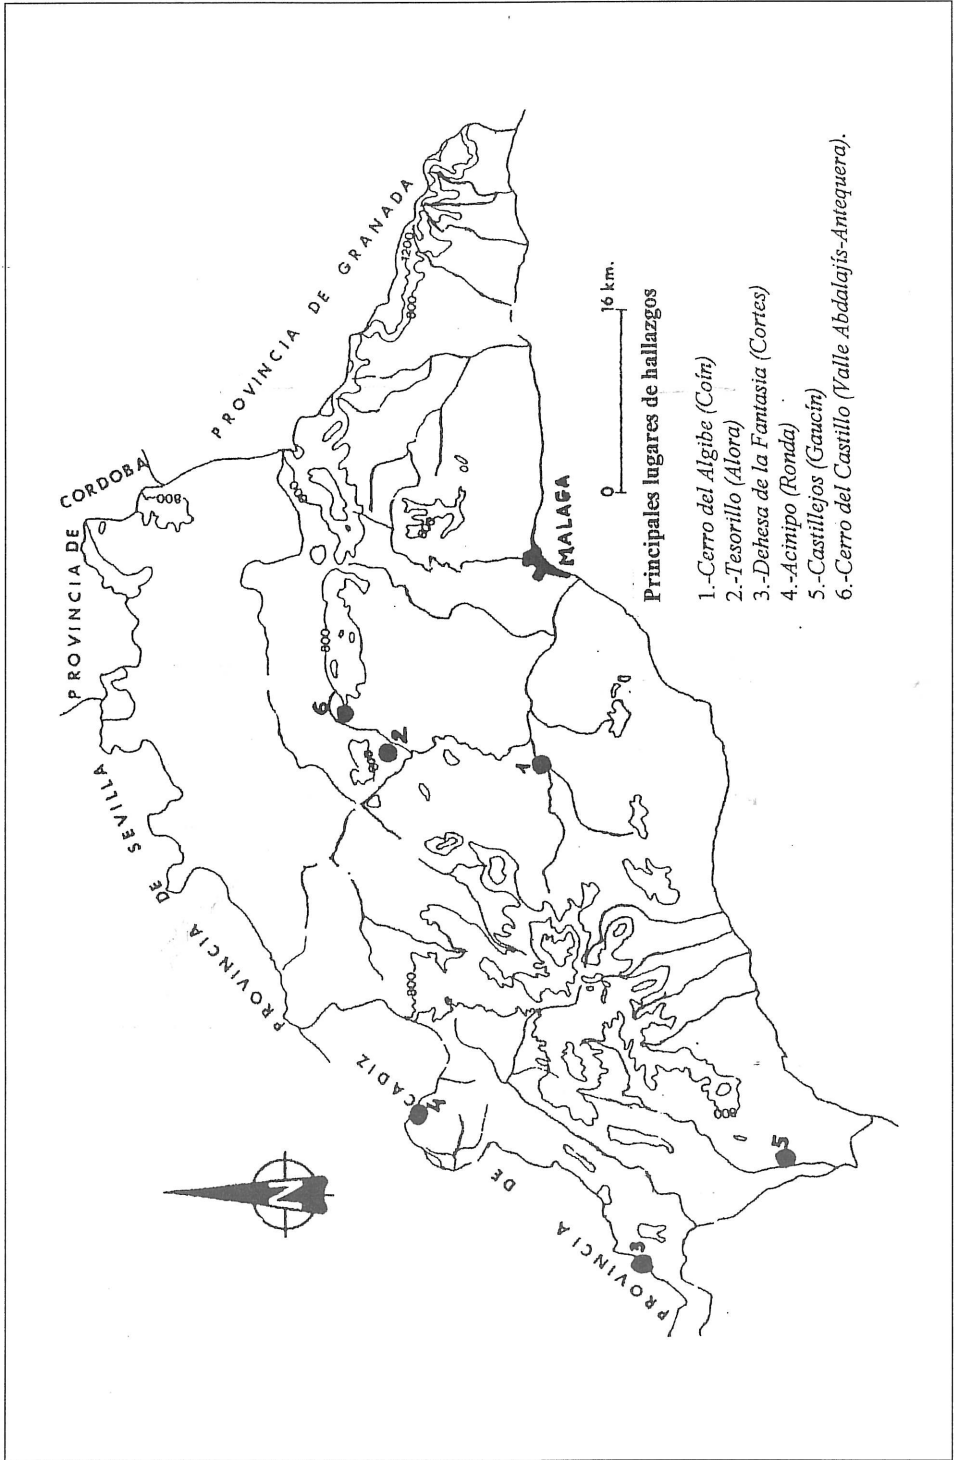 PROVINCIA DE CORDOBA
PROVINCIA DE SEVILLA
PROVINCIA DE GRANADA
PROVINCIA DE CADIZ
N
800
800
1200
800
800
800
800
800
800
800
6
2
1
4
5
3
MALAGA
0 16 km.
Principales lugares de hallazgos
1.-Cerro del Algibe (Coín)
2.-Tesorillo (Alora)
3.-Dehesa de la Fantasia (Cortes)
4.-Acinipo (Ronda)
5.-Castillejos (Gaucín)
6.-Cerro del Castillo (Valle Abdalajís-Antequera).